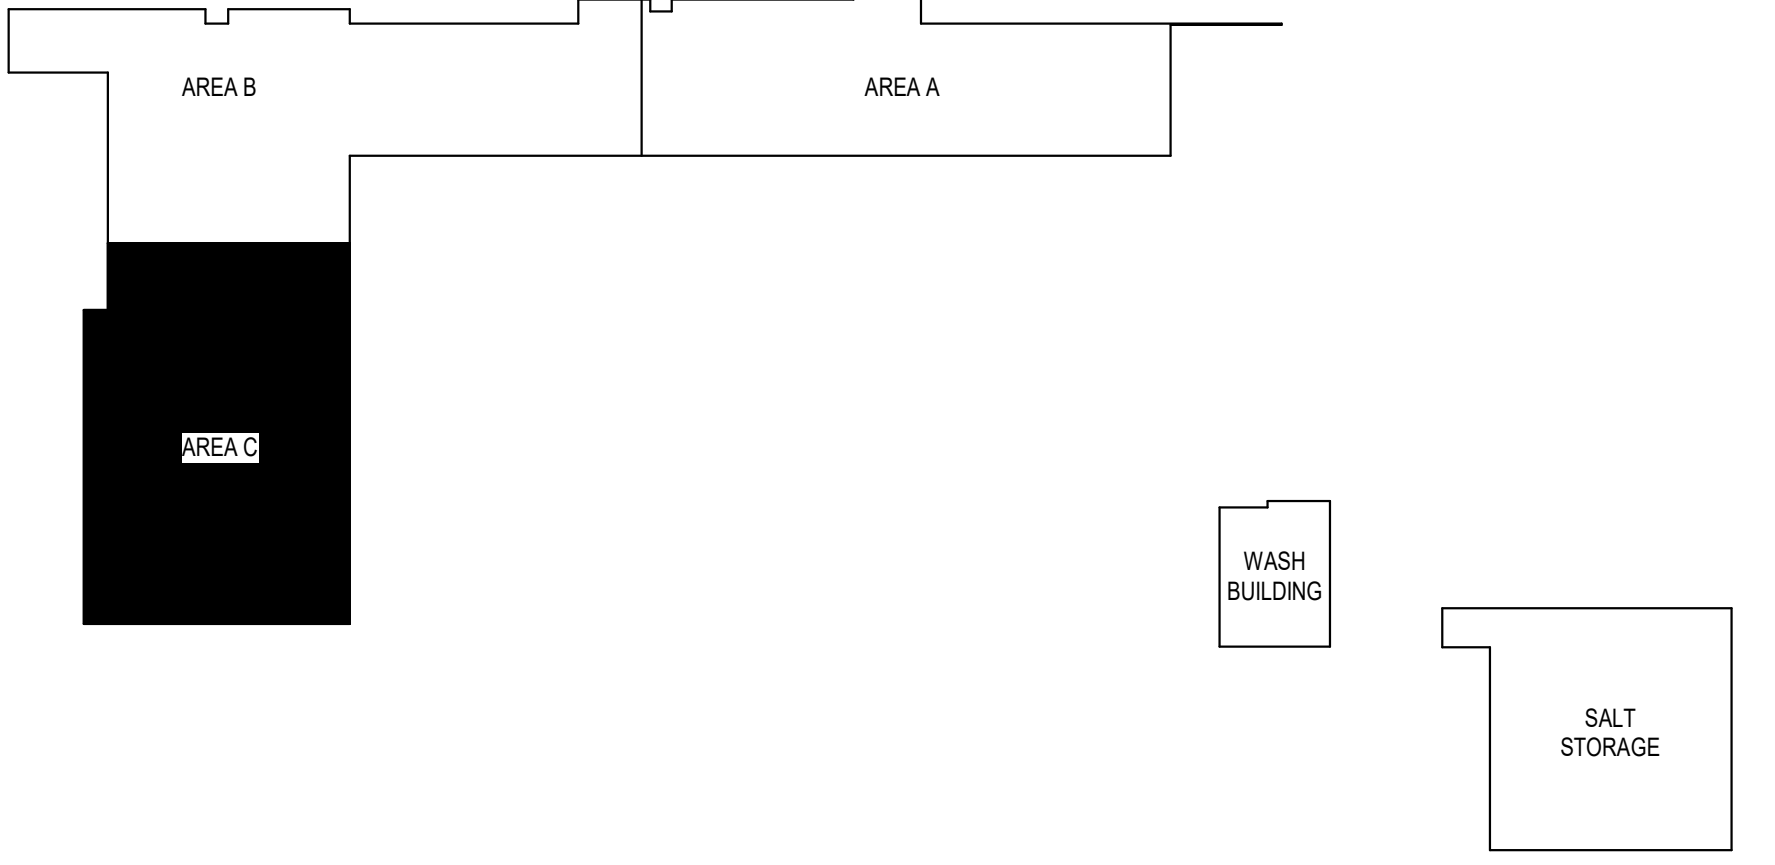 AREA B
AREA A
AREA C
WASH
BUILDING
SALT
STORAGE